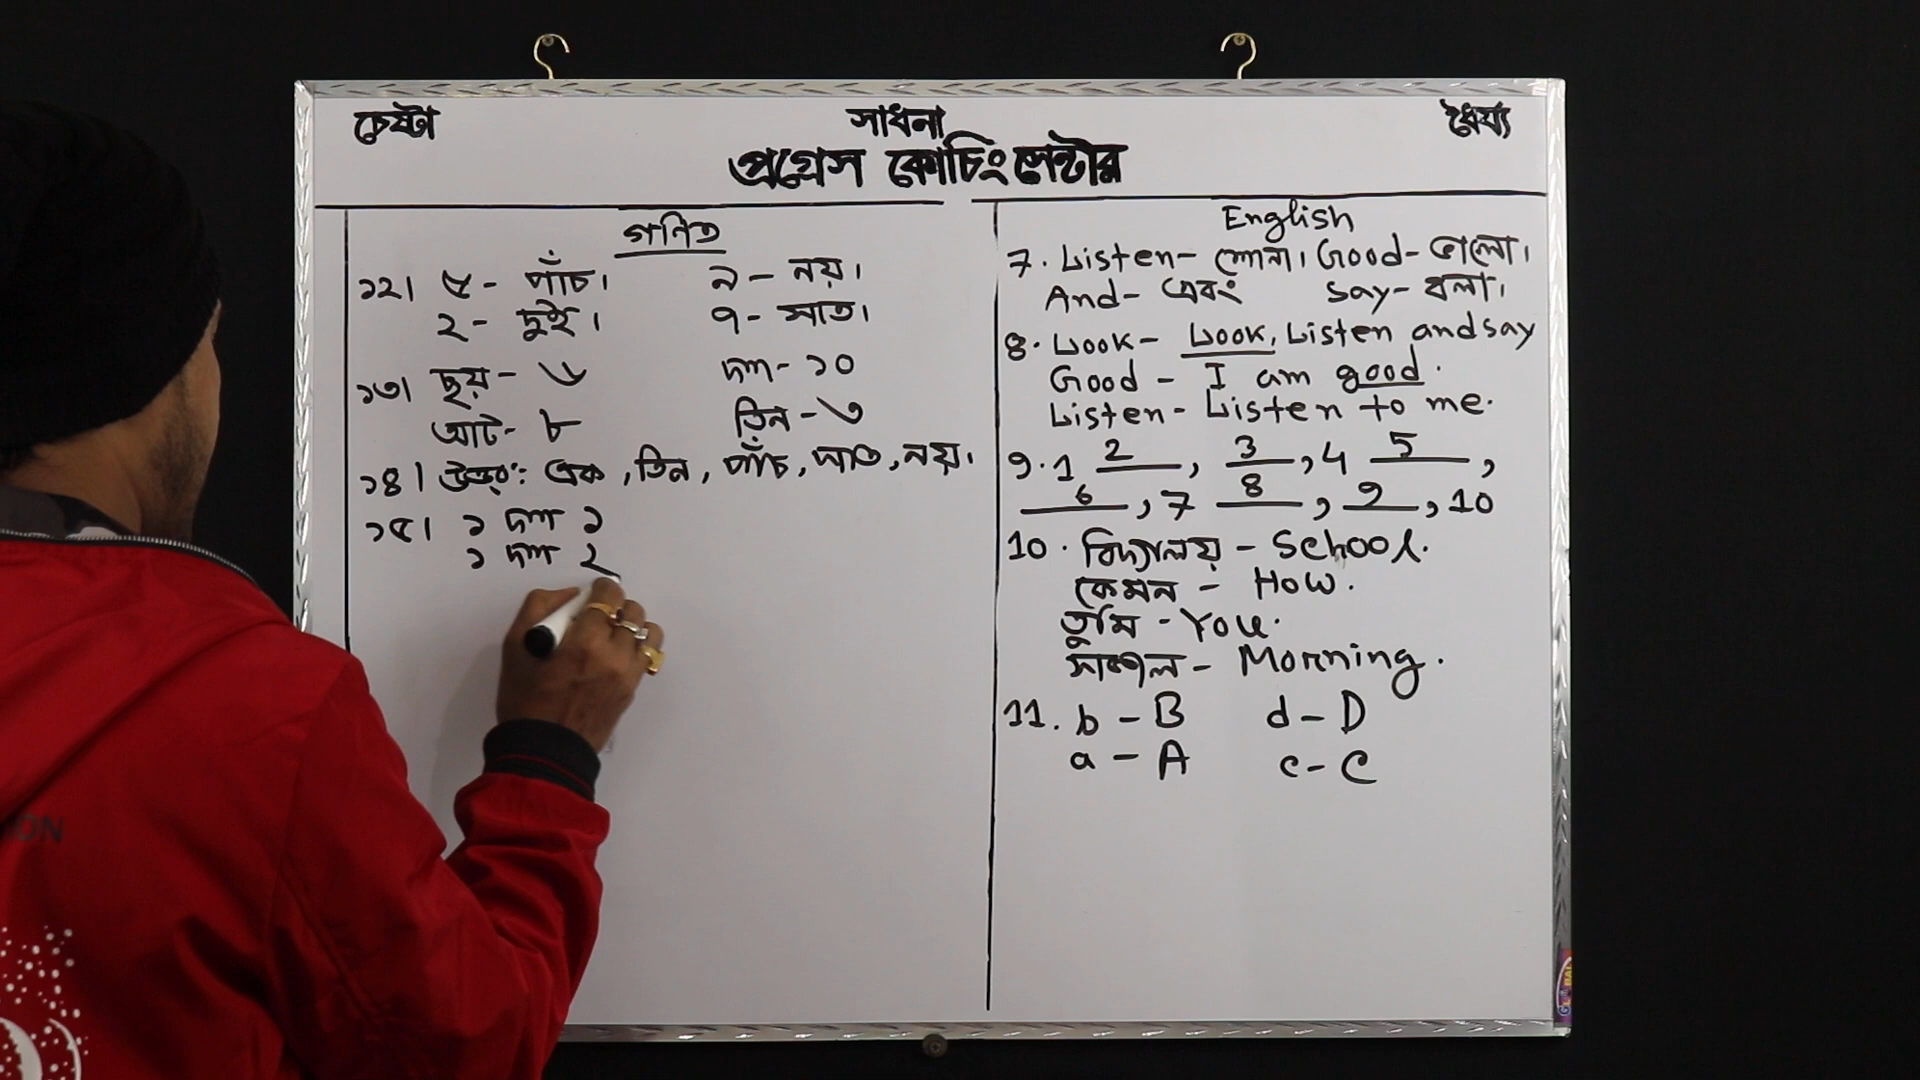 চেষ্টা সাধনা ধৈর্য্য
প্রগ্রেস কোচিং সেন্টার
গনিত
১২। ৫ - পাঁচ। ৯ - নয়।
২ - দুই। ৭ - সাত।
১৩। ছয় - ৬ দশ - ১০
আট - ৮ তিন - ৩
১৪। উত্তর: এক, তিন, পাঁচ, সাত, নয়।
১৫। ১ দশ ১
১ দশ ২
English
7. Listen - শোনা। Good - ভালো।
And - এবং Say - বলা।
8. Look - Look, Listen and say
Good - I am good.
Listen - Listen to me.
9. 1 2, 3, 4 5,
6, 7 8, 9, 10
10. বিদ্যালয় - School.
কেমন - How.
তুমি - You.
সাকাল - Morning.
11. b - B d - D
a - A c - C